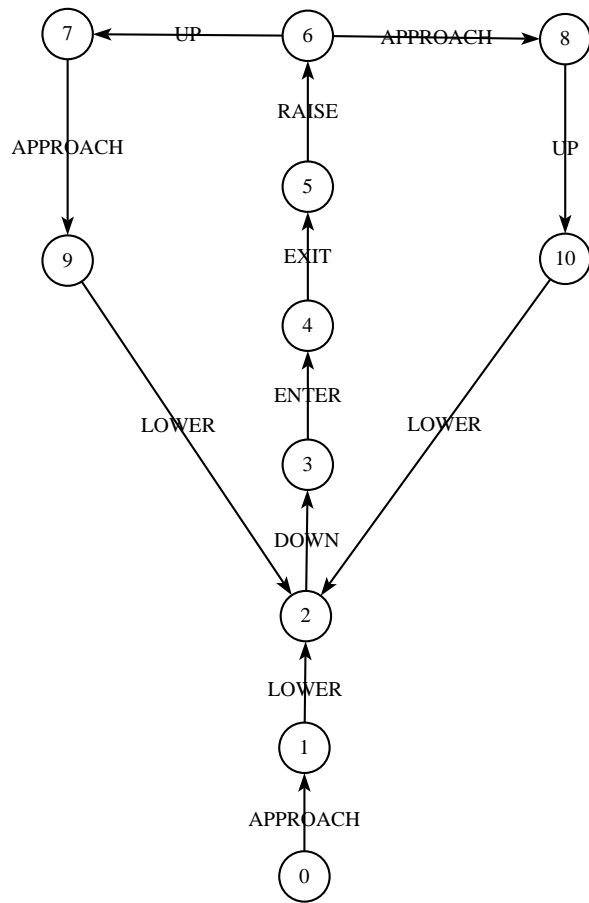 7 UP 6 APPROACH 8
RAISE
APPROACH UP
5
9 EXIT 10
4
ENTER
LOWER LOWER
3
DOWN
2
LOWER
1
APPROACH
0